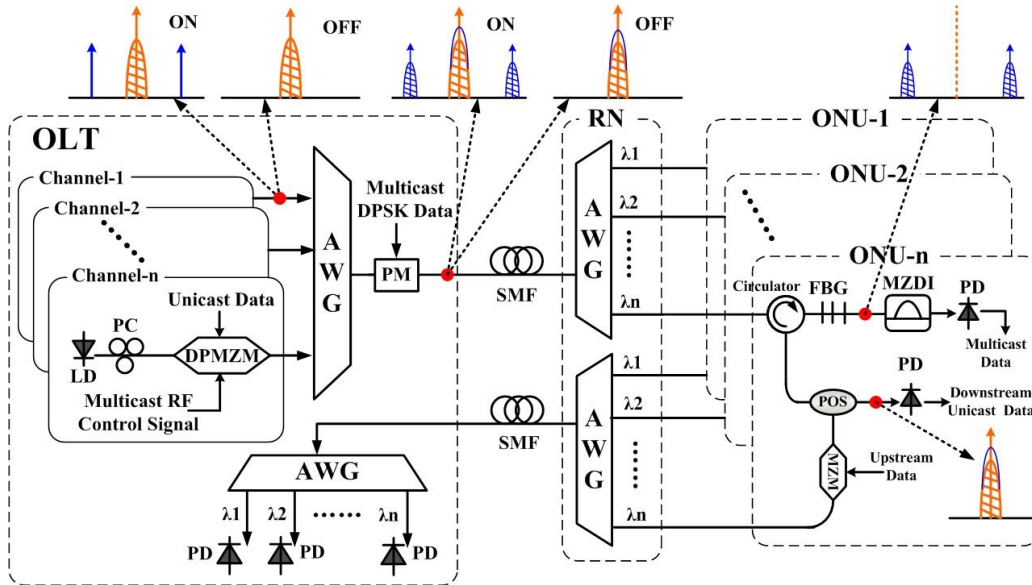 ON
OFF
ON
OFF
OLT
RN
ONU-1
ONU-2
ONU-n
Channel-1
Channel-2
Channel-n
Unicast Data
PC
LD
DPMZM
Multicast RF
Control Signal
AWG
Multicast
DPSK Data
PM
SMF
AWG
λ1
λ2
λn
Circulator
FBG
MZDI
PD
Multicast
Data
PD
POS
Downstream
Unicast Data
MZM
Upstream
Data
SMF
AWG
λ1
λ2
λn
AWG
λ1
λ2
λn
PD
PD
PD